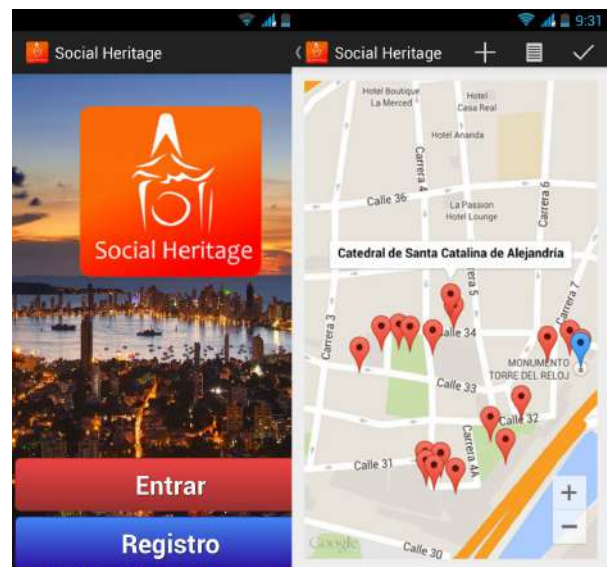 Social Heritage
Social Heritage
Entrar
Registro
9:31
Social Heritage
Hotel Boutique
La Merced
Hotel
Casa Real
Hotel Ananda
Carrera 4
Carrera 6
Calle 36
La Passion
Hotel Lounge
Catedral de Santa Catalina de Alejandría
Carrera 5
Carrera 7
Carrera 3
Calle 34
MONUMENTO
TORRE DEL RELOJ
Calle 33
Calle 32
Carrera 4A
Calle 31
+
−
Google
Calle 30